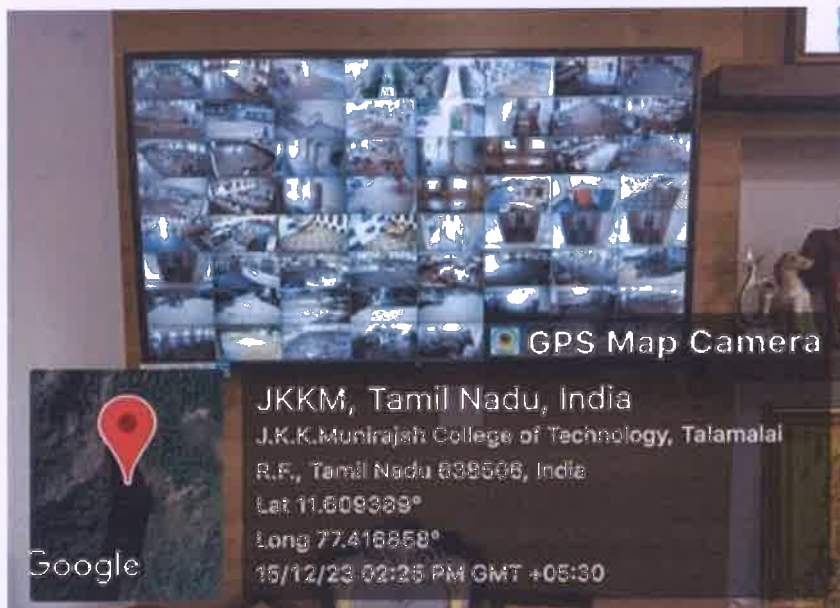 GPS Map Camera
JKKM, Tamil Nadu, India
J.K.K.Munirajah College of Technology, Talamalai
R.F., Tamil Nadu 638506, India
Lat 11.609389°
Long 77.416858°
15/12/23 02:25 PM GMT +05:30
Google